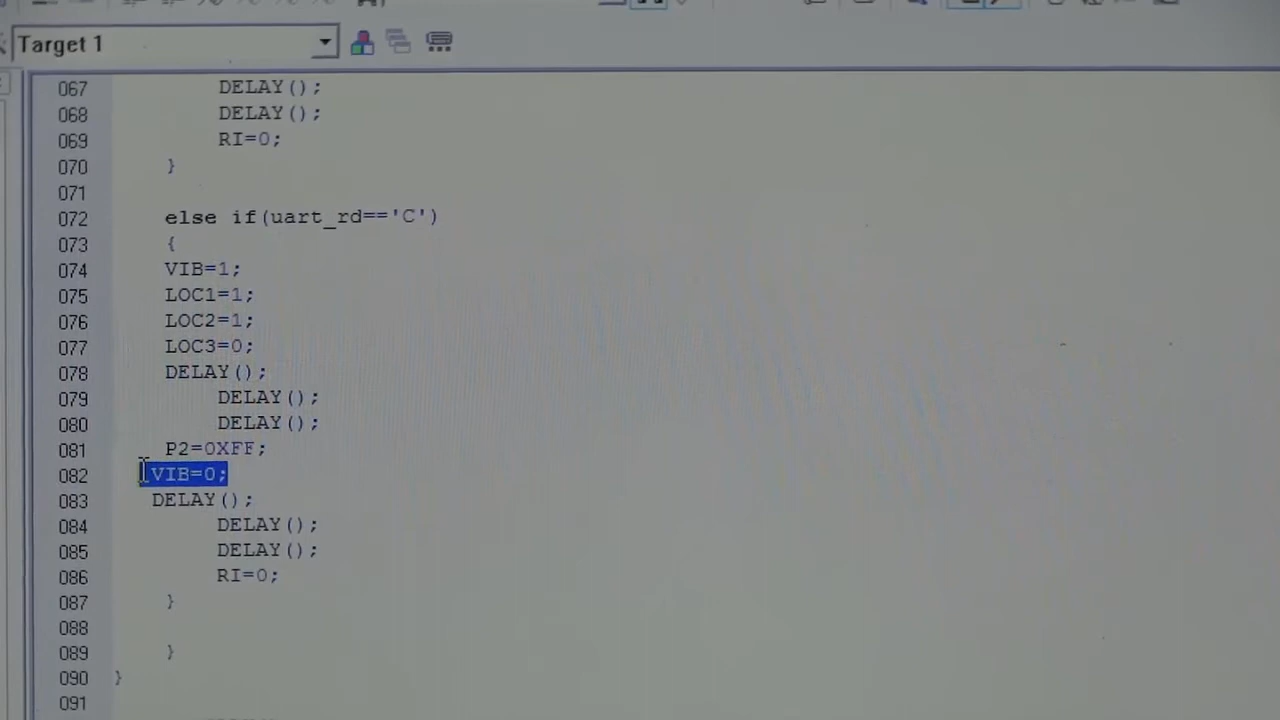 Target 1
067 DELAY();
068 DELAY();
069 RI=0;
070 }
071
072 else if(uart_rd=='C')
073 {
074 VIB=1;
075 LOC1=1;
076 LOC2=1;
077 LOC3=0;
078 DELAY();
079 DELAY();
080 DELAY();
081 P2=0XFF;
082 VIB=0;
083 DELAY();
084 DELAY();
085 DELAY();
086 RI=0;
087 }
088
089 }
090 }
091